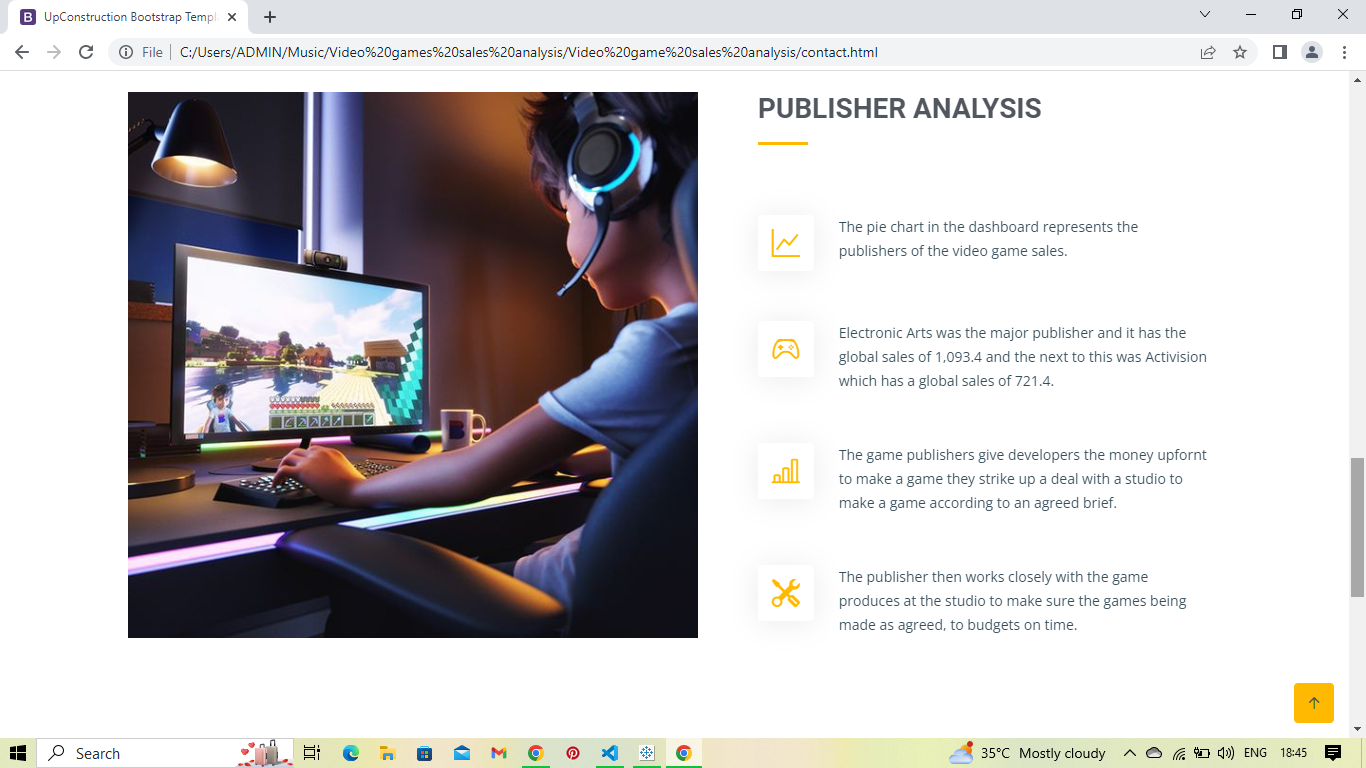 UpConstruction Bootstrap Templ
File
C:/Users/ADMIN/Music/Video%20games%20sales%20analysis/Video%20game%20sales%20analysis/contact.html
PUBLISHER ANALYSIS
The pie chart in the dashboard represents the
publishers of the video game sales.
Electronic Arts was the major publisher and it has the
global sales of 1,093.4 and the next to this was Activision
which has a global sales of 721.4.
The game publishers give developers the money upfornt
to make a game they strike up a deal with a studio to
make a game according to an agreed brief.
The publisher then works closely with the game
produces at the studio to make sure the games being
made as agreed, to budgets on time.
Search
35°C Mostly cloudy
ENG
18:45